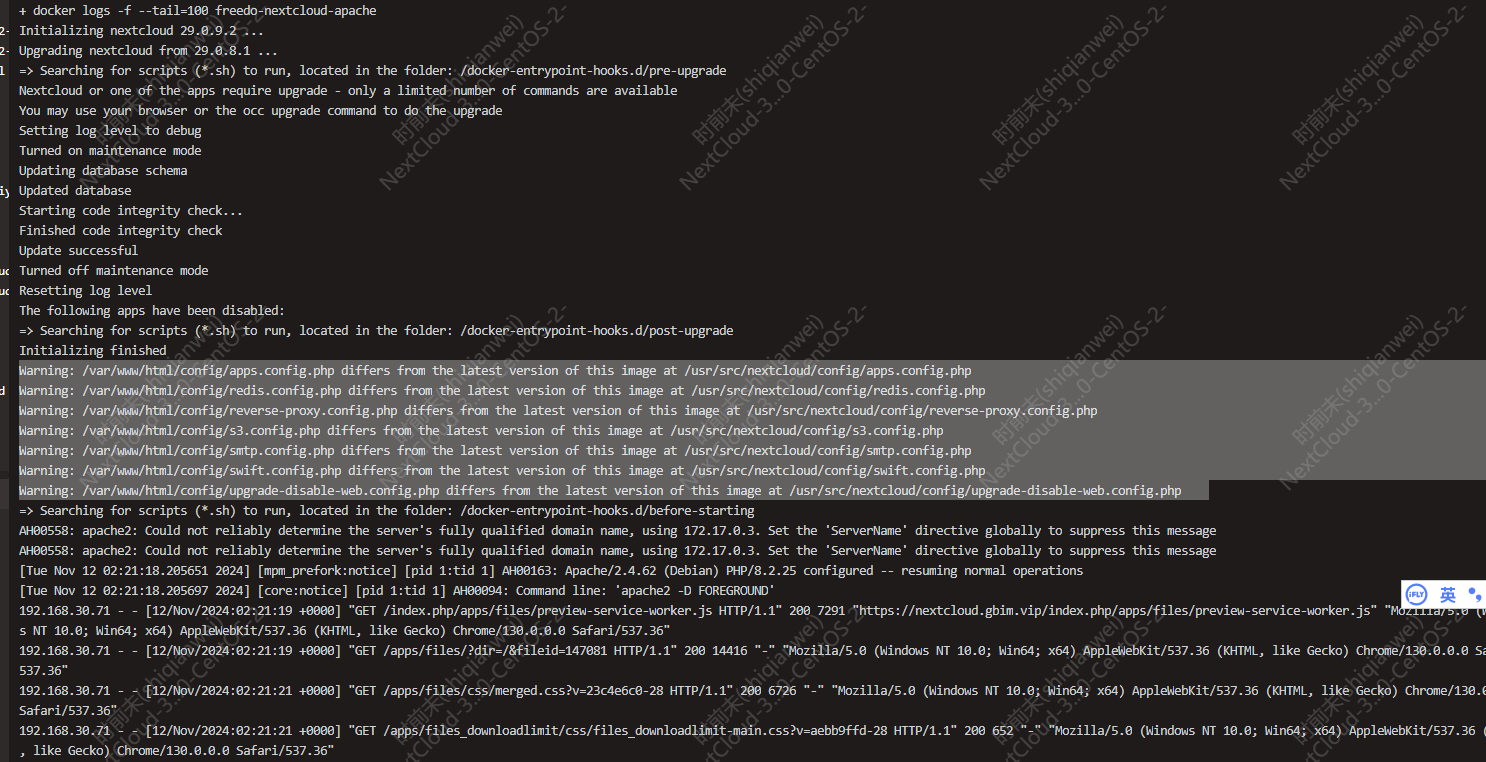 + docker logs -f --tail=100 freedo-nextcloud-apache
Initializing nextcloud 29.0.9.2 ...
Upgrading nextcloud from 29.0.8.1 ...
=> Searching for scripts (*.sh) to run, located in the folder: /docker-entrypoint-hooks.d/pre-upgrade
Nextcloud or one of the apps require upgrade - only a limited number of commands are available
You may use your browser or the occ upgrade command to do the upgrade
Setting log level to debug
Turned on maintenance mode
Updating database schema
Updated database
Starting code integrity check...
Finished code integrity check
Update successful
Turned off maintenance mode
Resetting log level
The following apps have been disabled:
=> Searching for scripts (*.sh) to run, located in the folder: /docker-entrypoint-hooks.d/post-upgrade
Initializing finished
Warning: /var/www/html/config/apps.config.php differs from the latest version of this image at /usr/src/nextcloud/config/apps.config.php
Warning: /var/www/html/config/redis.config.php differs from the latest version of this image at /usr/src/nextcloud/config/redis.config.php
Warning: /var/www/html/config/reverse-proxy.config.php differs from the latest version of this image at /usr/src/nextcloud/config/reverse-proxy.config.php
Warning: /var/www/html/config/s3.config.php differs from the latest version of this image at /usr/src/nextcloud/config/s3.config.php
Warning: /var/www/html/config/smtp.config.php differs from the latest version of this image at /usr/src/nextcloud/config/smtp.config.php
Warning: /var/www/html/config/swift.config.php differs from the latest version of this image at /usr/src/nextcloud/config/swift.config.php
Warning: /var/www/html/config/upgrade-disable-web.config.php differs from the latest version of this image at /usr/src/nextcloud/config/upgrade-disable-web.config.php
=> Searching for scripts (*.sh) to run, located in the folder: /docker-entrypoint-hooks.d/before-starting
AH00558: apache2: Could not reliably determine the server's fully qualified domain name, using 172.17.0.3. Set the 'ServerName' directive globally to suppress this message
AH00558: apache2: Could not reliably determine the server's fully qualified domain name, using 172.17.0.3. Set the 'ServerName' directive globally to suppress this message
[Tue Nov 12 02:21:18.205651 2024] [mpm_prefork:notice] [pid 1:tid 1] AH00163: Apache/2.4.62 (Debian) PHP/8.2.25 configured -- resuming normal operations
[Tue Nov 12 02:21:18.205697 2024] [core:notice] [pid 1:tid 1] AH00094: Command line: 'apache2 -D FOREGROUND'
192.168.30.71 - - [12/Nov/2024:02:21:19 +0000] "GET /index.php/apps/files/preview-service-worker.js HTTP/1.1" 200 7291 "https://nextcloud.gbim.vip/index.php/apps/files/preview-service-worker.js" "Mozilla/5.0 (W
s NT 10.0; Win64; x64) AppleWebKit/537.36 (KHTML, like Gecko) Chrome/130.0.0.0 Safari/537.36"
192.168.30.71 - - [12/Nov/2024:02:21:19 +0000] "GET /apps/files/?dir=/&fileid=147081 HTTP/1.1" 200 14416 "-" "Mozilla/5.0 (Windows NT 10.0; Win64; x64) AppleWebKit/537.36 (KHTML, like Gecko) Chrome/130.0.0.0 Sa
537.36"
192.168.30.71 - - [12/Nov/2024:02:21:21 +0000] "GET /apps/files/css/merged.css?v=23c4e6c0-28 HTTP/1.1" 200 6726 "-" "Mozilla/5.0 (Windows NT 10.0; Win64; x64) AppleWebKit/537.36 (KHTML, like Gecko) Chrome/130.0
Safari/537.36"
192.168.30.71 - - [12/Nov/2024:02:21:21 +0000] "GET /apps/files_downloadlimit/css/files_downloadlimit-main.css?v=aebb9ffd-28 HTTP/1.1" 200 652 "-" "Mozilla/5.0 (Windows NT 10.0; Win64; x64) AppleWebKit/537.36 (
, like Gecko) Chrome/130.0.0.0 Safari/537.36"
时前末(shiqianwei)
NextCloud-3...0-CentOS-2-
iFLY 英